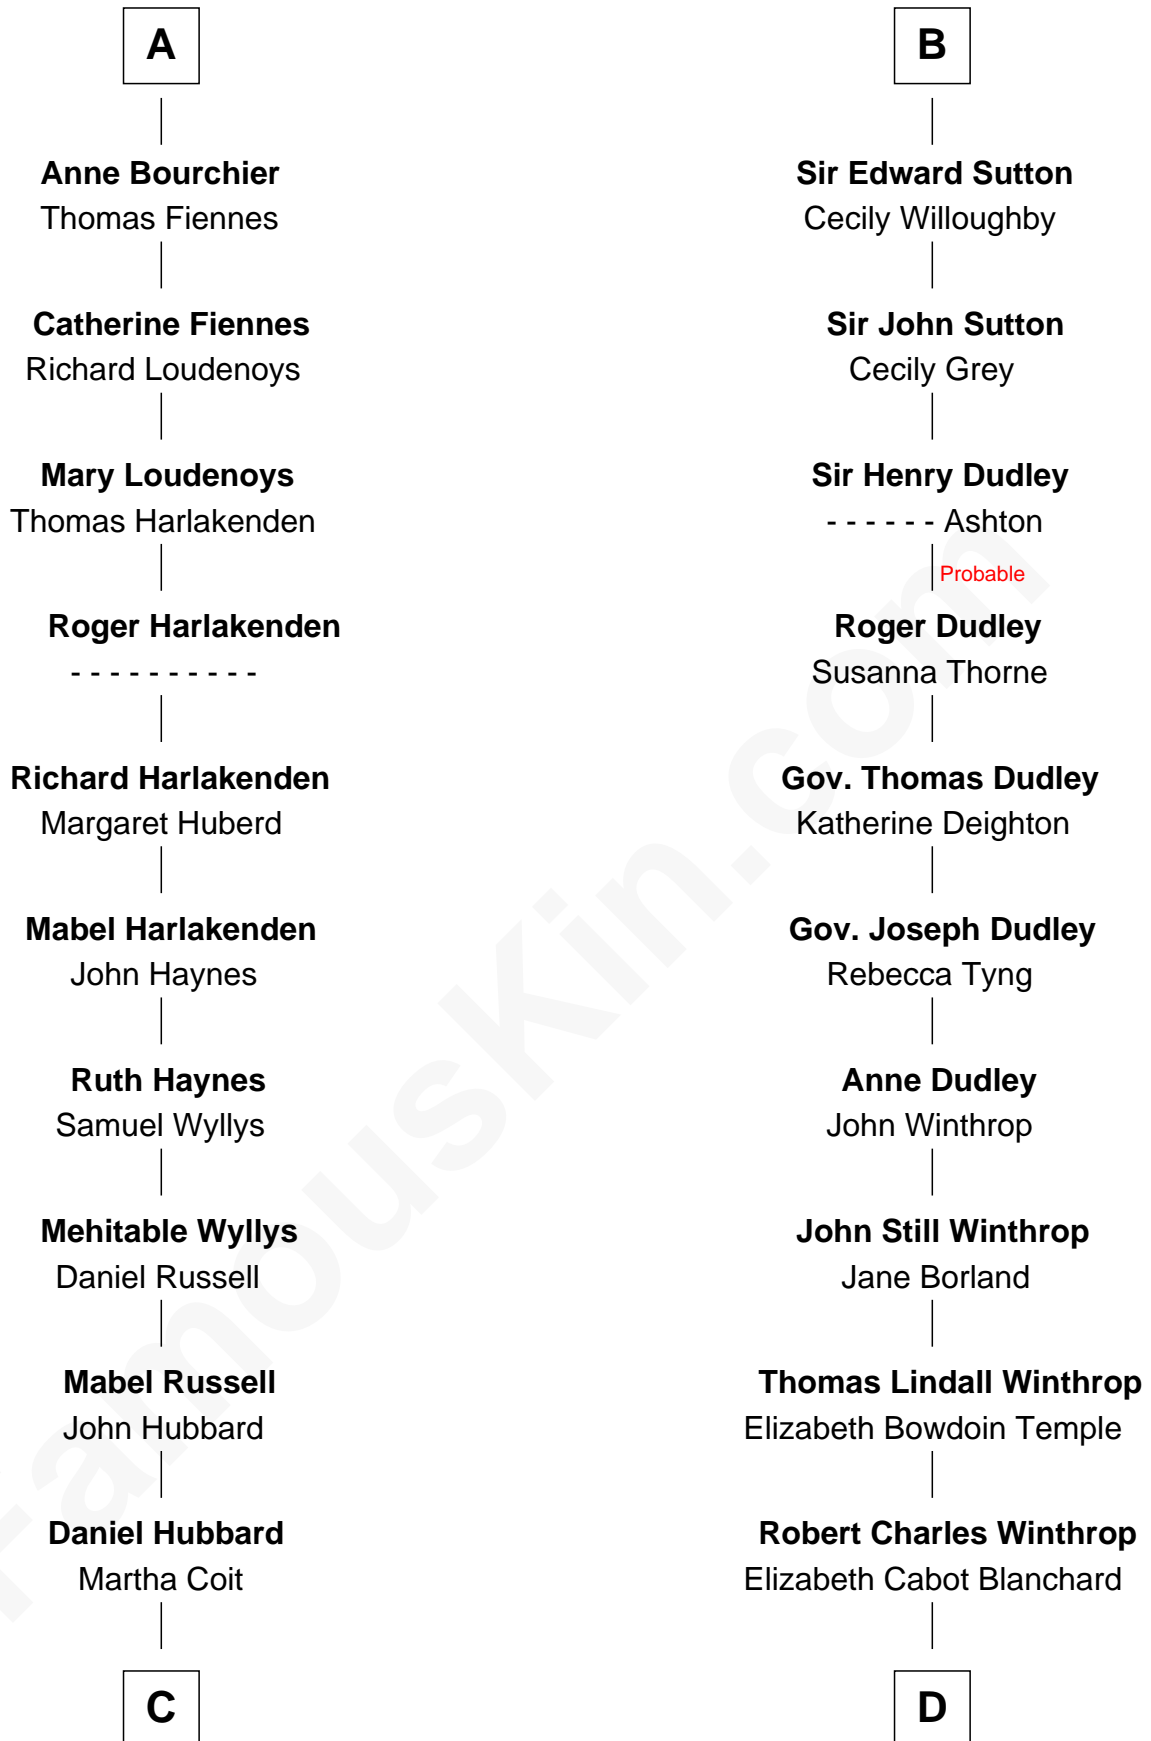 A
Anne Bourchier
Thomas Fiennes
Catherine Fiennes
Richard Loudenoys
Mary Loudenoys
Thomas Harlakenden
Roger Harlakenden
- - - - - - - - - -
Richard Harlakenden
Margaret Huberd
Mabel Harlakenden
John Haynes
Ruth Haynes
Samuel Wyllys
Mehitable Wyllys
Daniel Russell
Mabel Russell
John Hubbard
Daniel Hubbard
Martha Coit
C
B
Sir Edward Sutton
Cecily Willoughby
Sir John Sutton
Cecily Grey
Sir Henry Dudley
- - - - - - Ashton
Probable
Roger Dudley
Susanna Thorne
Gov. Thomas Dudley
Katherine Deighton
Gov. Joseph Dudley
Rebecca Tyng
Anne Dudley
John Winthrop
John Still Winthrop
Jane Borland
Thomas Lindall Winthrop
Elizabeth Bowdoin Temple
Robert Charles Winthrop
Elizabeth Cabot Blanchard
D
FamousKin.com